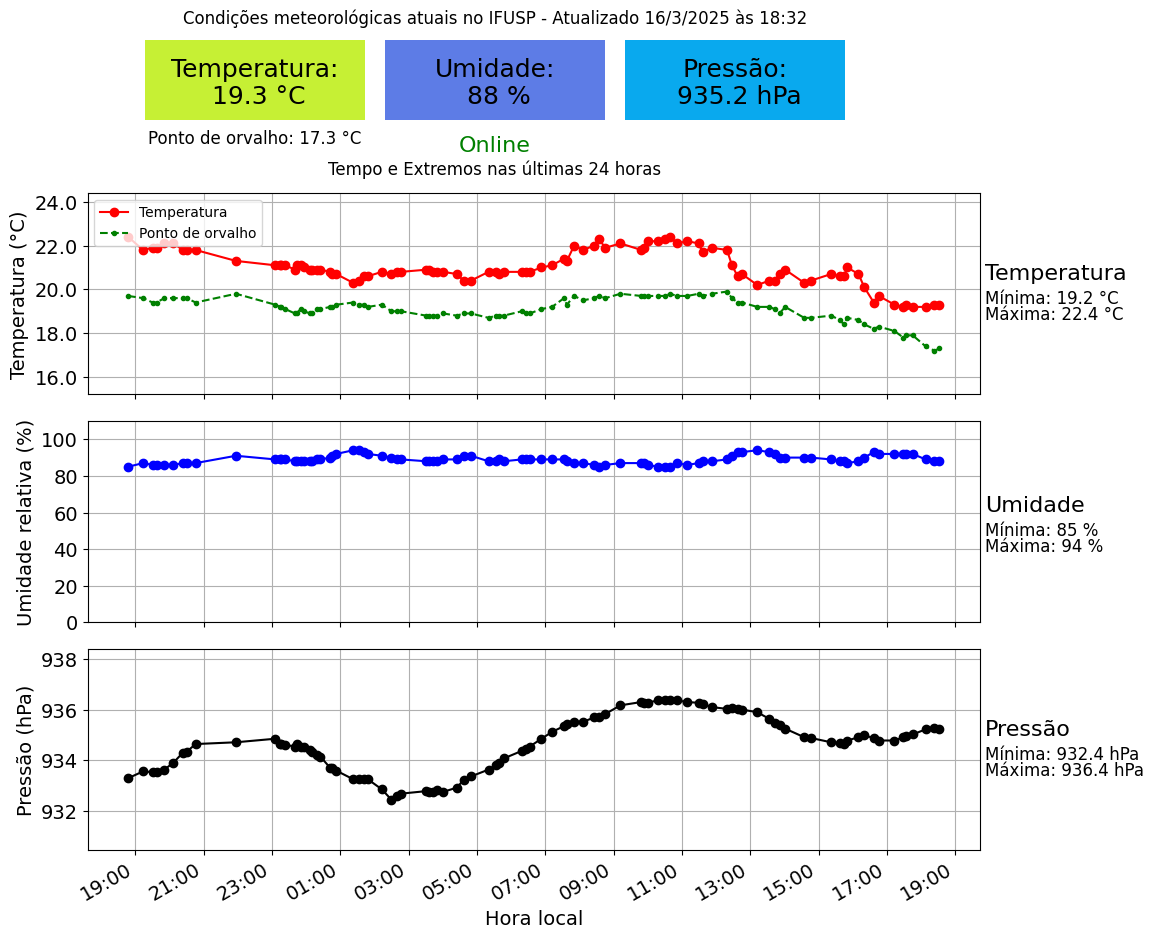 Condições meteorológicas atuais no IFUSP - Atualizado 16/3/2025 às 18:32
Temperatura:
19.3 °C
Umidade:
88 %
Pressão:
935.2 hPa
Ponto de orvalho: 17.3 °C
Online
Tempo e Extremos nas últimas 24 horas
Temperatura (°C)
24.0
22.0
20.0
18.0
16.0
Temperatura
Ponto de orvalho
Temperatura
Mínima: 19.2 °C
Máxima: 22.4 °C
Umidade relativa (%)
100
80
60
40
20
0
Umidade
Mínima: 85 %
Máxima: 94 %
Pressão (hPa)
938
936
934
932
Pressão
Mínima: 932.4 hPa
Máxima: 936.4 hPa
19:00 21:00 23:00 01:00 03:00 05:00 07:00 09:00 11:00 13:00 15:00 17:00 19:00
Hora local